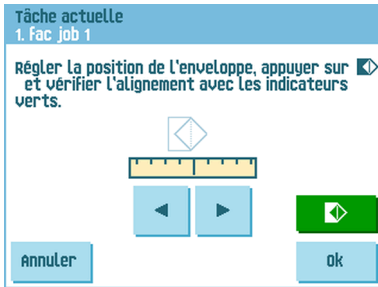 Tâche actuelle
1. Fac job 1
Régler la position de l'enveloppe, appuyer sur
et vérifier l'alignement avec les indicateurs
verts.
Annuler
Ok